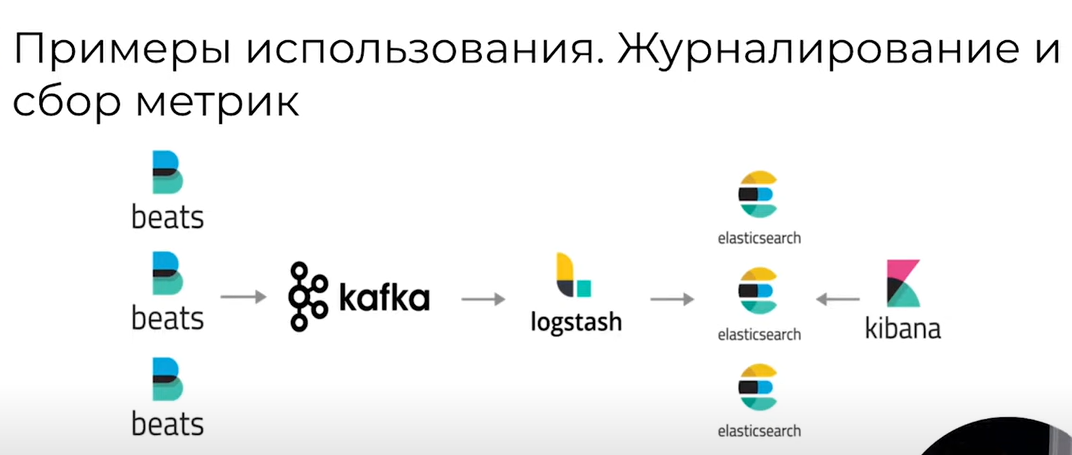 Примеры использования. Журналирование и
сбор метрик
beats
beats
beats
kafka
logstash
elasticsearch
elasticsearch
elasticsearch
kibana